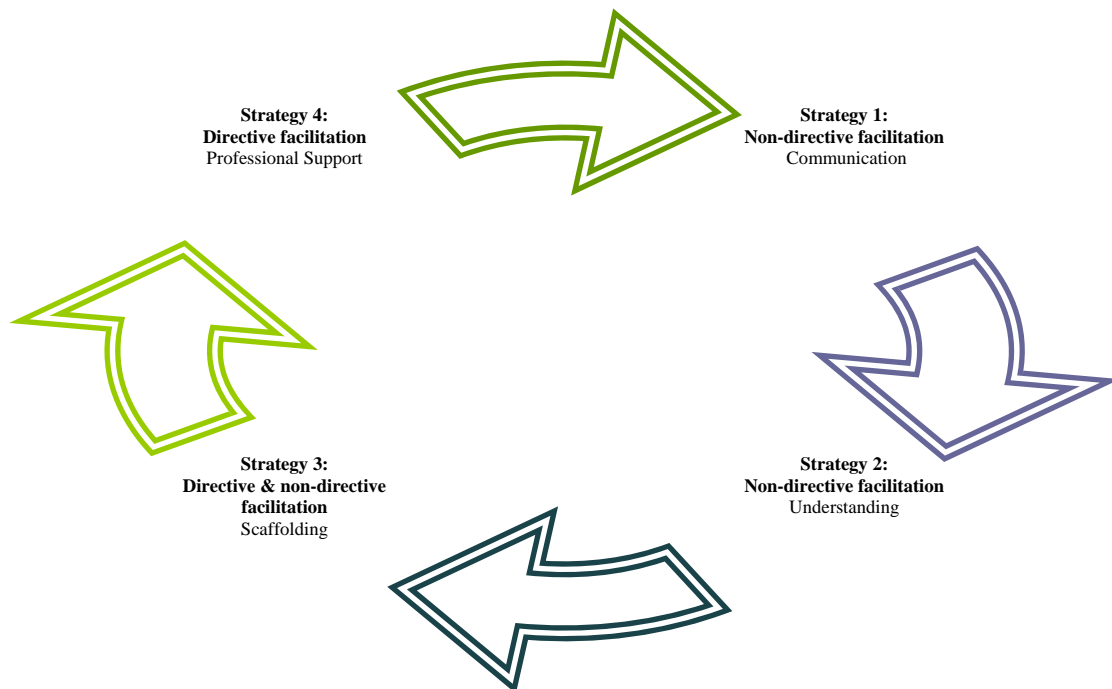 Strategy 4:
Directive facilitation
Professional Support
Strategy 1:
Non-directive facilitation
Communication
Strategy 3:
Directive & non-directive
facilitation
Scaffolding
Strategy 2:
Non-directive facilitation
Understanding